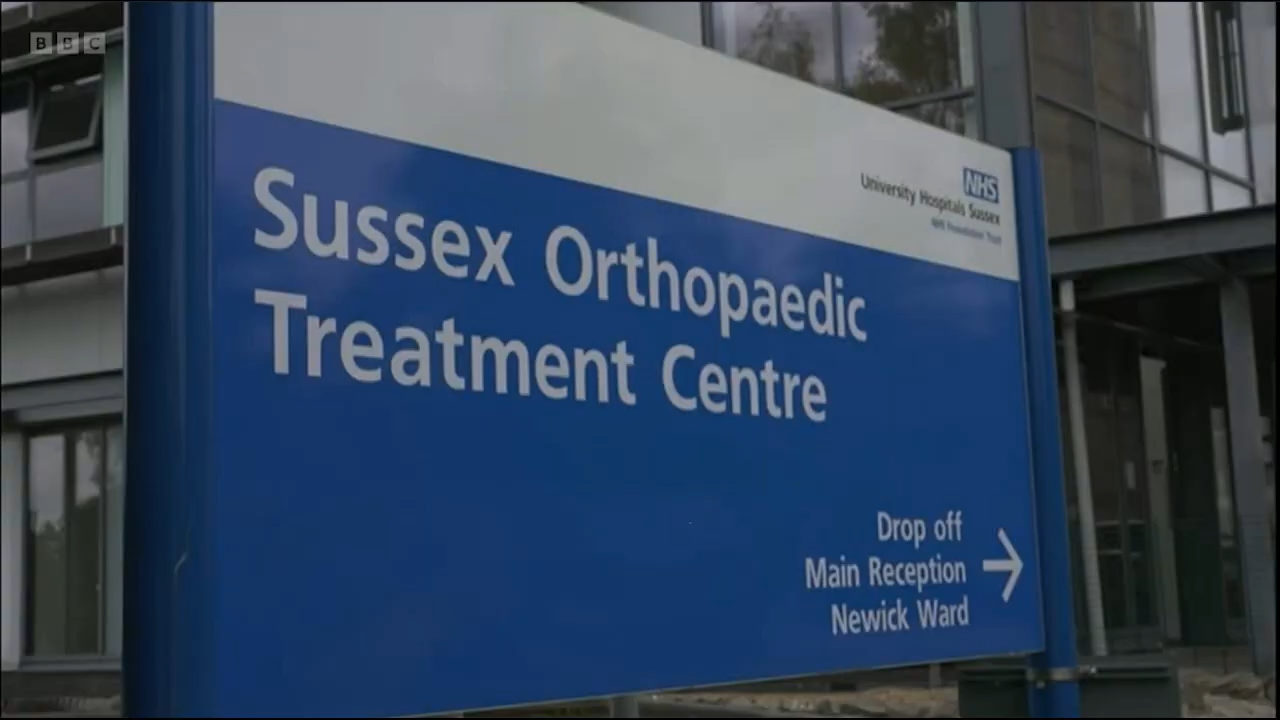 BBC
NHS
University Hospitals Sussex
NHS Foundation Trust
Sussex Orthopaedic
Treatment Centre
Drop off
Main Reception
Newick Ward